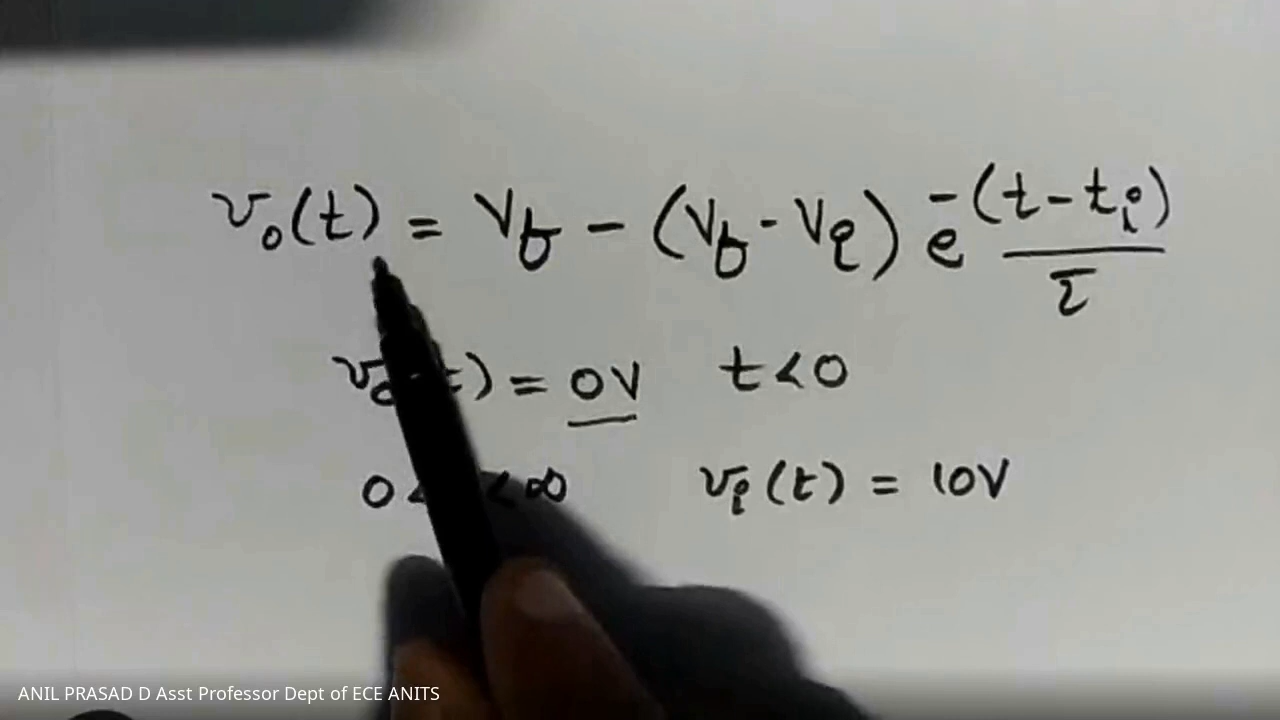 v₀(t) = V_f - (V_f - V_i) e^{-(t-t_i)/τ}
t) = 0V t<0
0< <∞ v_i(t) = 10V
ANIL PRASAD D Asst Professor Dept of ECE ANITS